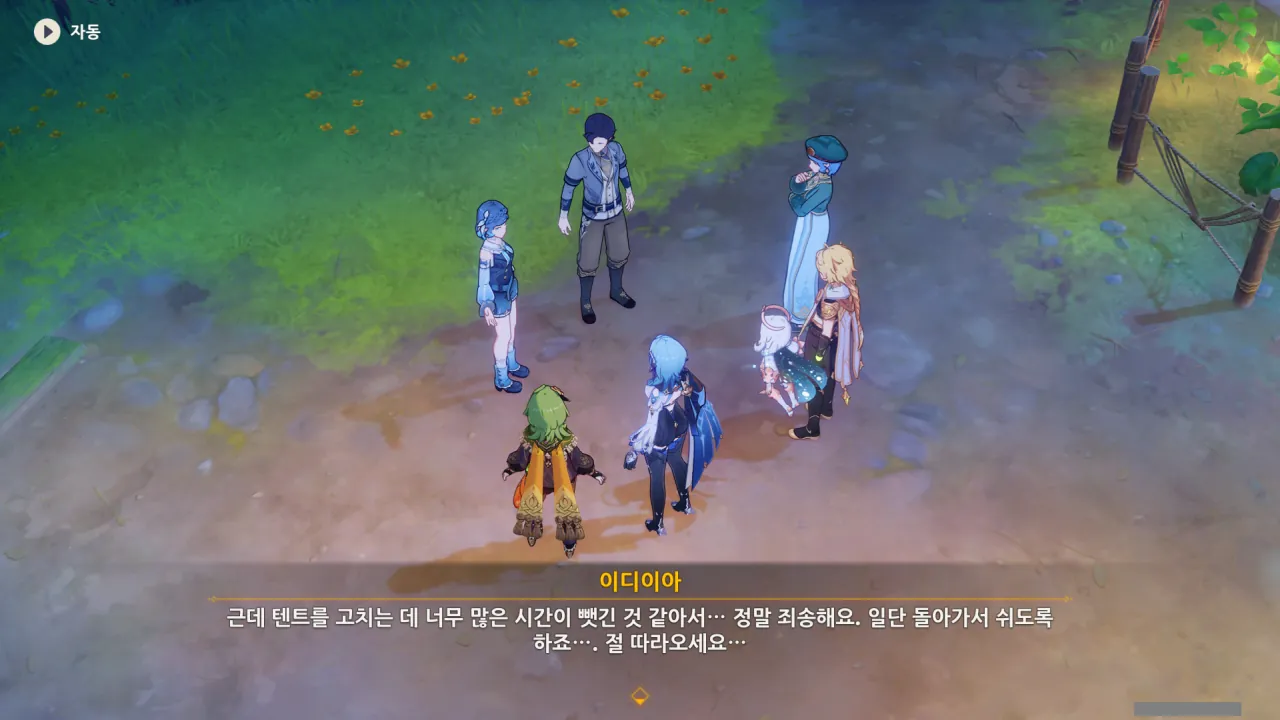 자동
이디이아
근데 텐트를 고치는 데 너무 많은 시간이 뺏긴 것 같아서… 정말 죄송해요. 일단 돌아가서 쉬도록
하죠…. 절 따라오세요…